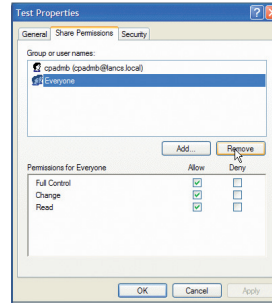 Test Properties
General Share Permissions Security
Group or user names:
cpadmb (cpadmb@lancs.local)
Everyone
Add... Remove
Permissions for Everyone Allow Deny
Full Control
Change
Read
OK Cancel Apply